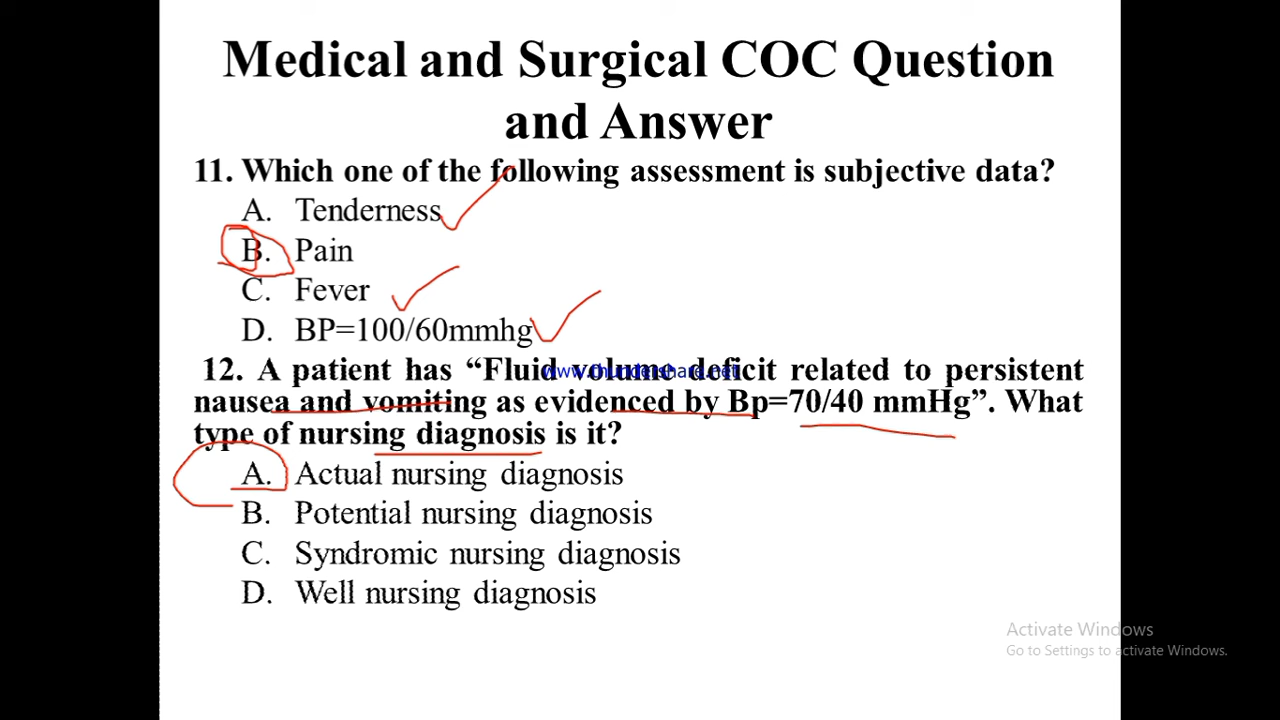 Medical and Surgical COC Question
and Answer
11. Which one of the following assessment is subjective data?
A. Tenderness
B. Pain
C. Fever
D. BP=100/60mmhg
12. A patient has “Fluid volume deficit related to persistent
www.thundershare.net
nausea and vomiting as evidenced by Bp=70/40 mmHg”. What
type of nursing diagnosis is it?
A. Actual nursing diagnosis
B. Potential nursing diagnosis
C. Syndromic nursing diagnosis
D. Well nursing diagnosis
Activate Windows
Go to Settings to activate Windows.